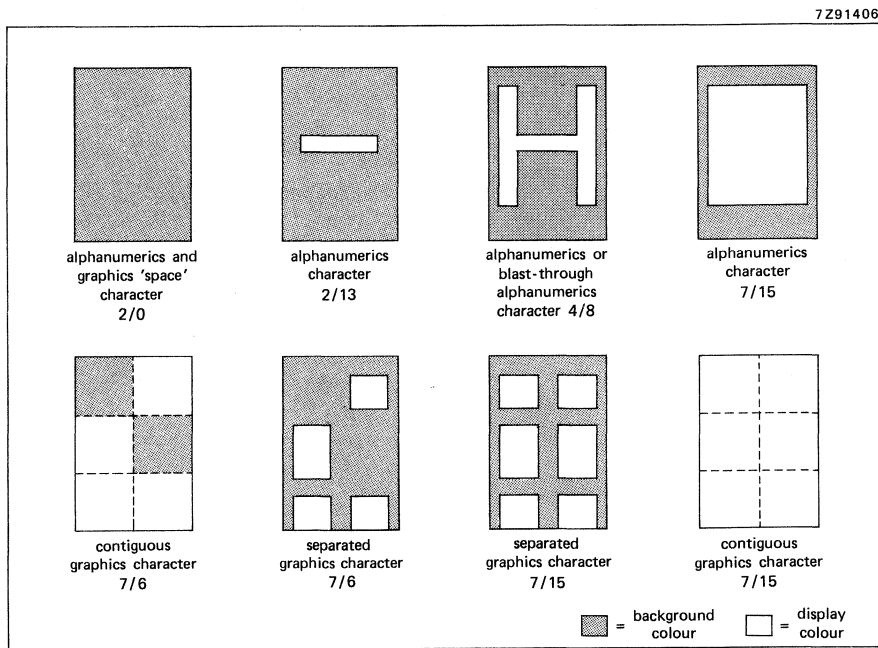 7Z91406
alphanumerics and
graphics 'space'
character
2/0
alphanumerics
character
2/13
alphanumerics or
blast-through
alphanumerics
character 4/8
alphanumerics
character
7/15
contiguous
graphics character
7/6
separated
graphics character
7/6
separated
graphics character
7/15
contiguous
graphics character
7/15
= background
colour
= display
colour